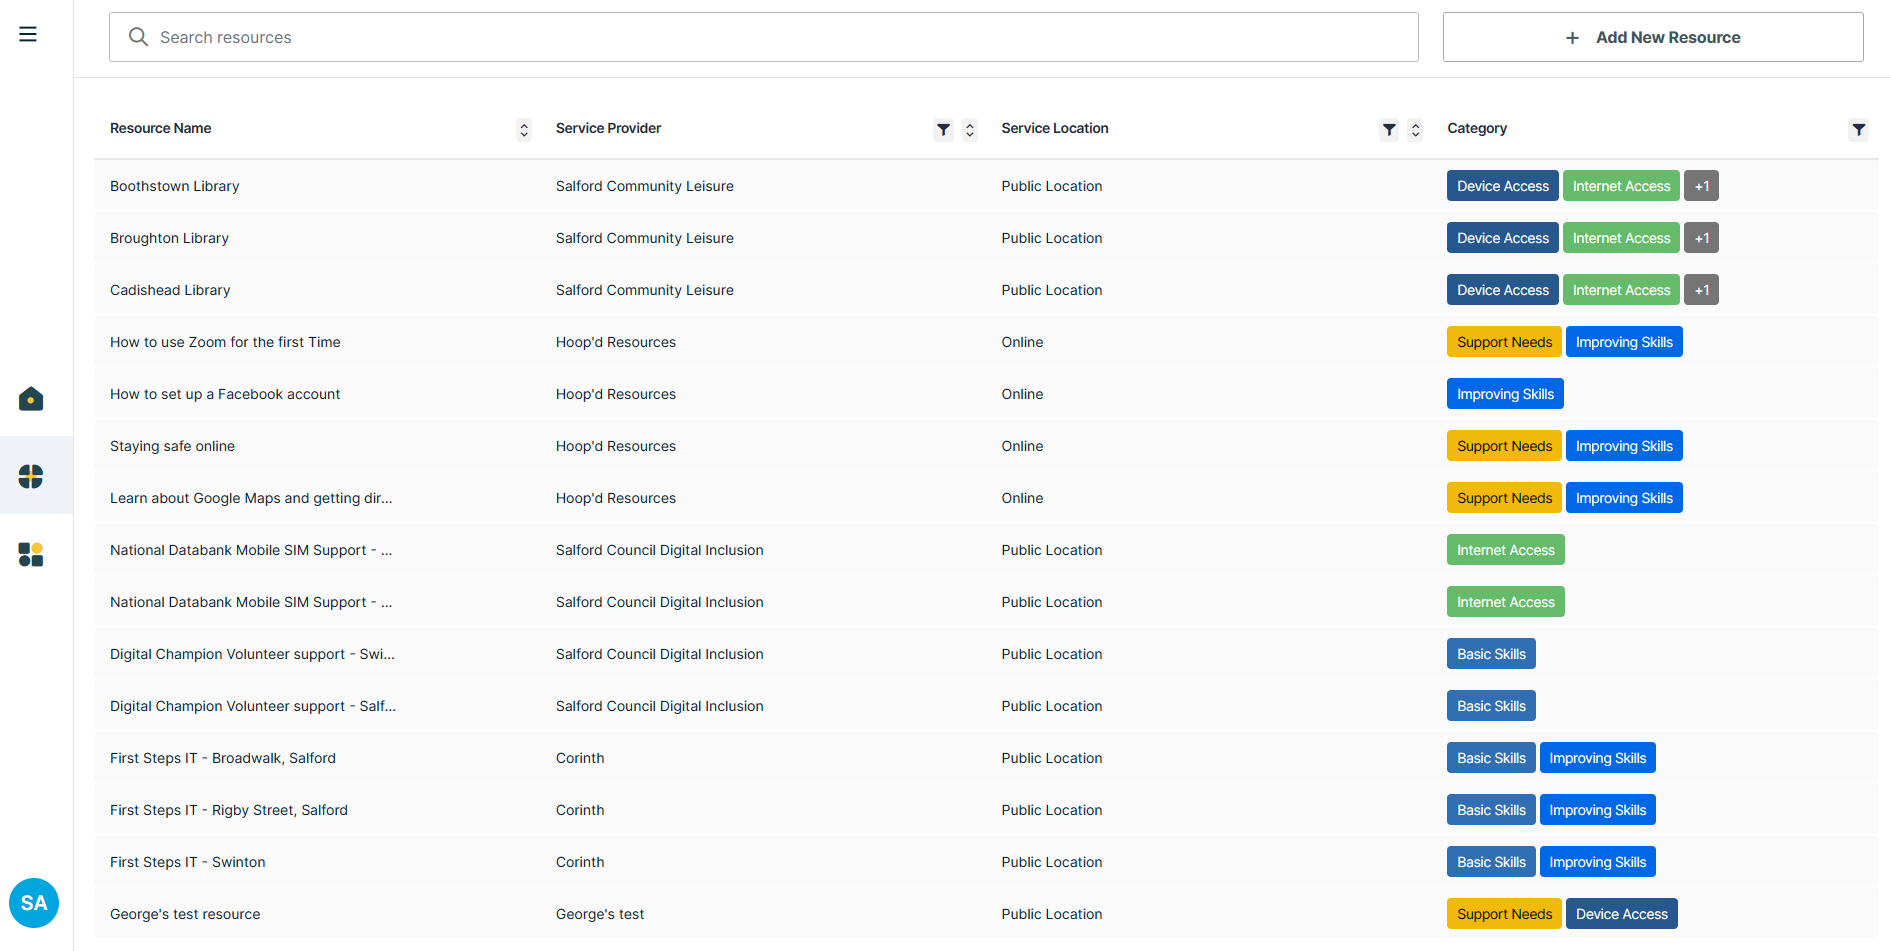 Search resources
+ Add New Resource
Resource Name Service Provider Service Location Category
Boothstown Library Salford Community Leisure Public Location Device Access Internet Access +1
Broughton Library Salford Community Leisure Public Location Device Access Internet Access +1
Cadishead Library Salford Community Leisure Public Location Device Access Internet Access +1
How to use Zoom for the first Time Hoop'd Resources Online Support Needs Improving Skills
How to set up a Facebook account Hoop'd Resources Online Improving Skills
Staying safe online Hoop'd Resources Online Support Needs Improving Skills
Learn about Google Maps and getting dir... Hoop'd Resources Online Support Needs Improving Skills
National Databank Mobile SIM Support - ... Salford Council Digital Inclusion Public Location Internet Access
National Databank Mobile SIM Support - ... Salford Council Digital Inclusion Public Location Internet Access
Digital Champion Volunteer support - Swi... Salford Council Digital Inclusion Public Location Basic Skills
Digital Champion Volunteer support - Salf... Salford Council Digital Inclusion Public Location Basic Skills
First Steps IT - Broadwalk, Salford Corinth Public Location Basic Skills Improving Skills
First Steps IT - Rigby Street, Salford Corinth Public Location Basic Skills Improving Skills
First Steps IT - Swinton Corinth Public Location Basic Skills Improving Skills
George's test resource George's test Public Location Support Needs Device Access
SA